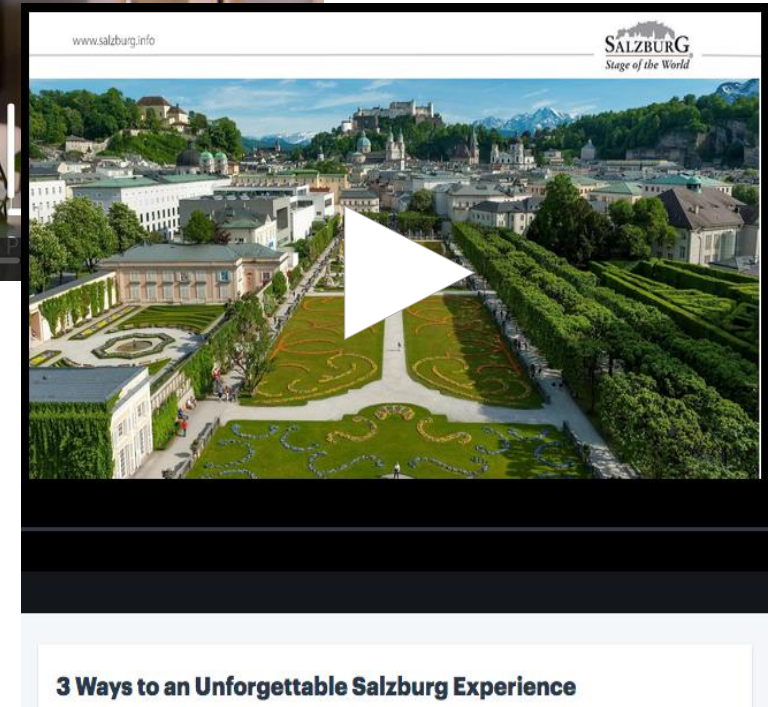 www.salzburg.info
SALZBURG
Stage of the World
P
3 Ways to an Unforgettable Salzburg Experience